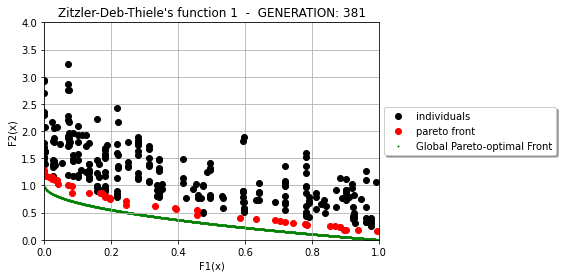 Zitzler-Deb-Thiele's function 1 - GENERATION: 381
F2(x)
4.0
3.5
3.0
2.5
2.0
1.5
1.0
0.5
0.0
0.0 0.2 0.4 0.6 0.8 1.0
F1(x)
individuals
pareto front
Global Pareto-optimal Front